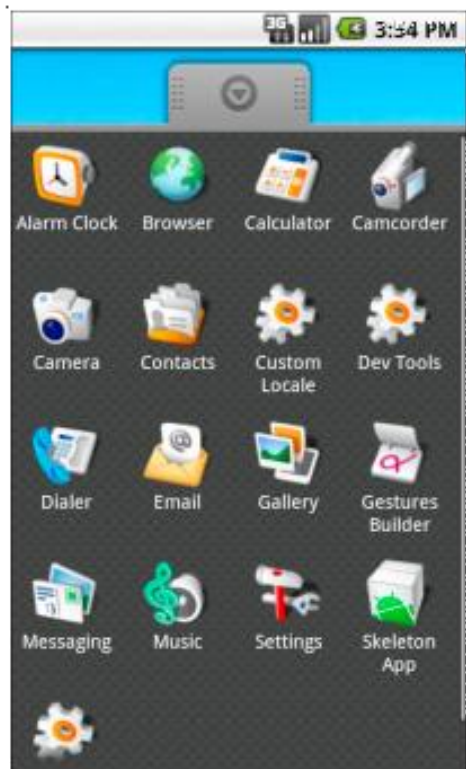 3G
3:54 PM
Alarm Clock Browser Calculator Camcorder
Camera Contacts Custom Locale Dev Tools
Dialer Email Gallery Gestures Builder
Messaging Music Settings Skeleton App